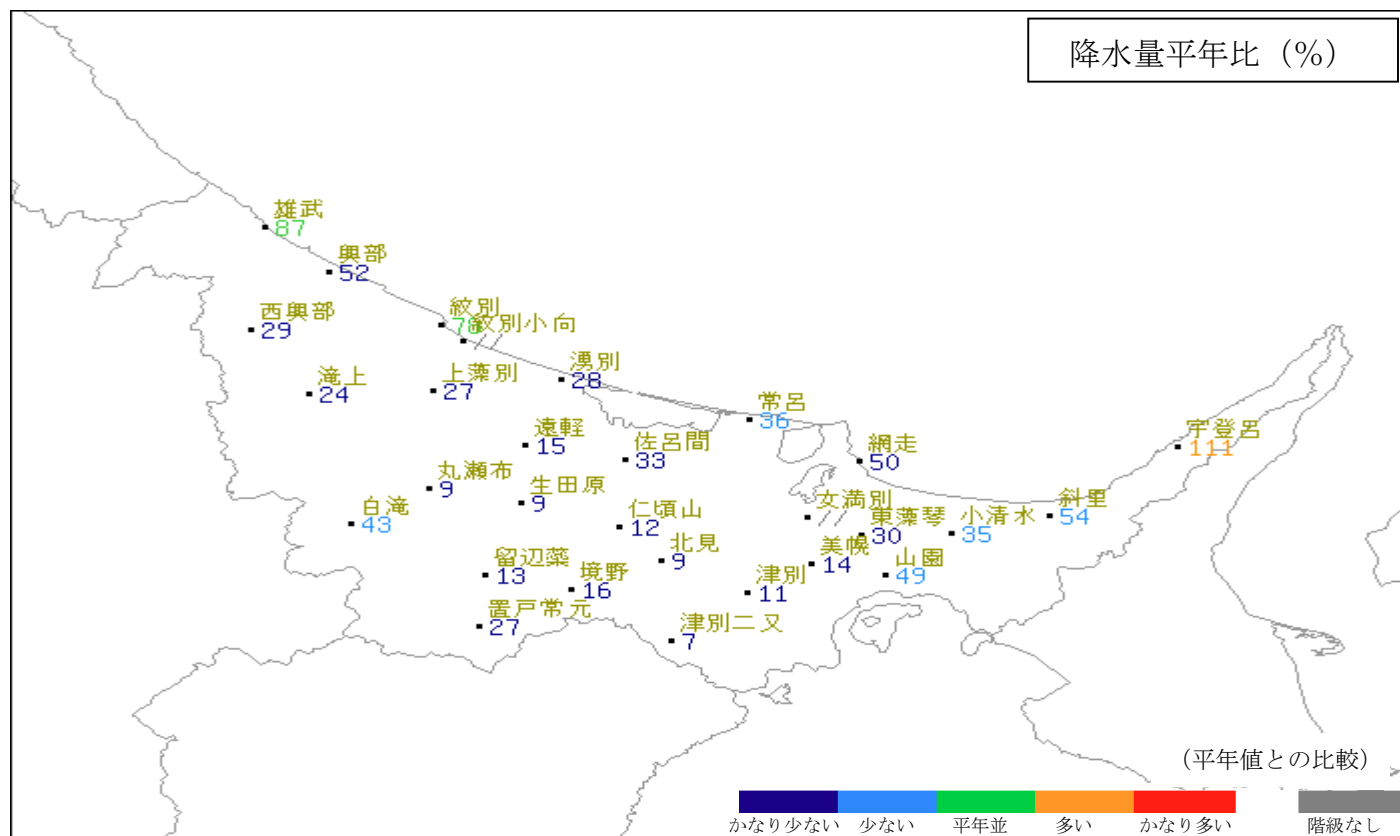 降水量平年比（%）
雄武
87
興部
52
西興部
29
紋別
78
紋別小向
滝上
24
上藻別
27
湧別
28
常呂
36
遠軽
15
佐呂間
33
網走
50
宇登呂
111
丸瀬布
9
生田原
9
白滝
43
仁頃山
12
女満別
東藻琴
30
小清水
35
斜里
54
北見
9
美幌
14
山園
49
留辺蘂
13
境野
16
津別
11
置戸常元
27
津別二又
7
（平年値との比較）
かなり少ない 少ない 平年並 多い かなり多い 階級なし